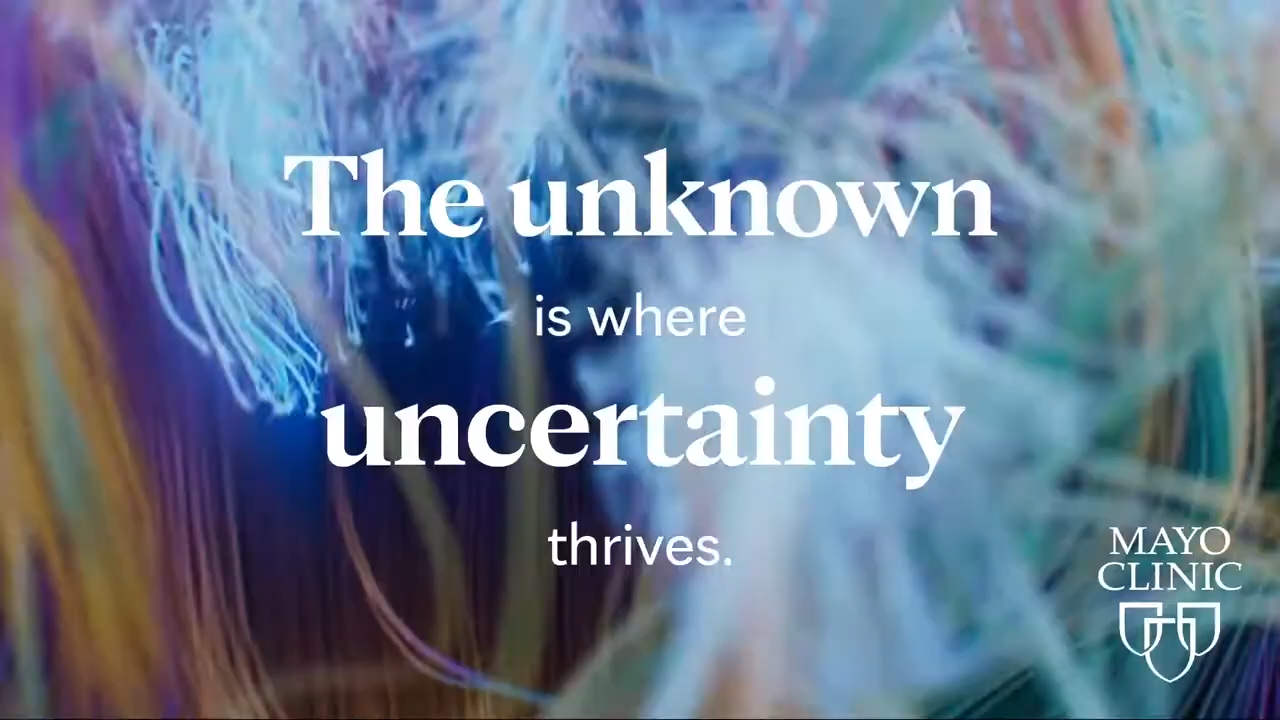 The unknown
is where
uncertainty
thrives.
MAYO
CLINIC